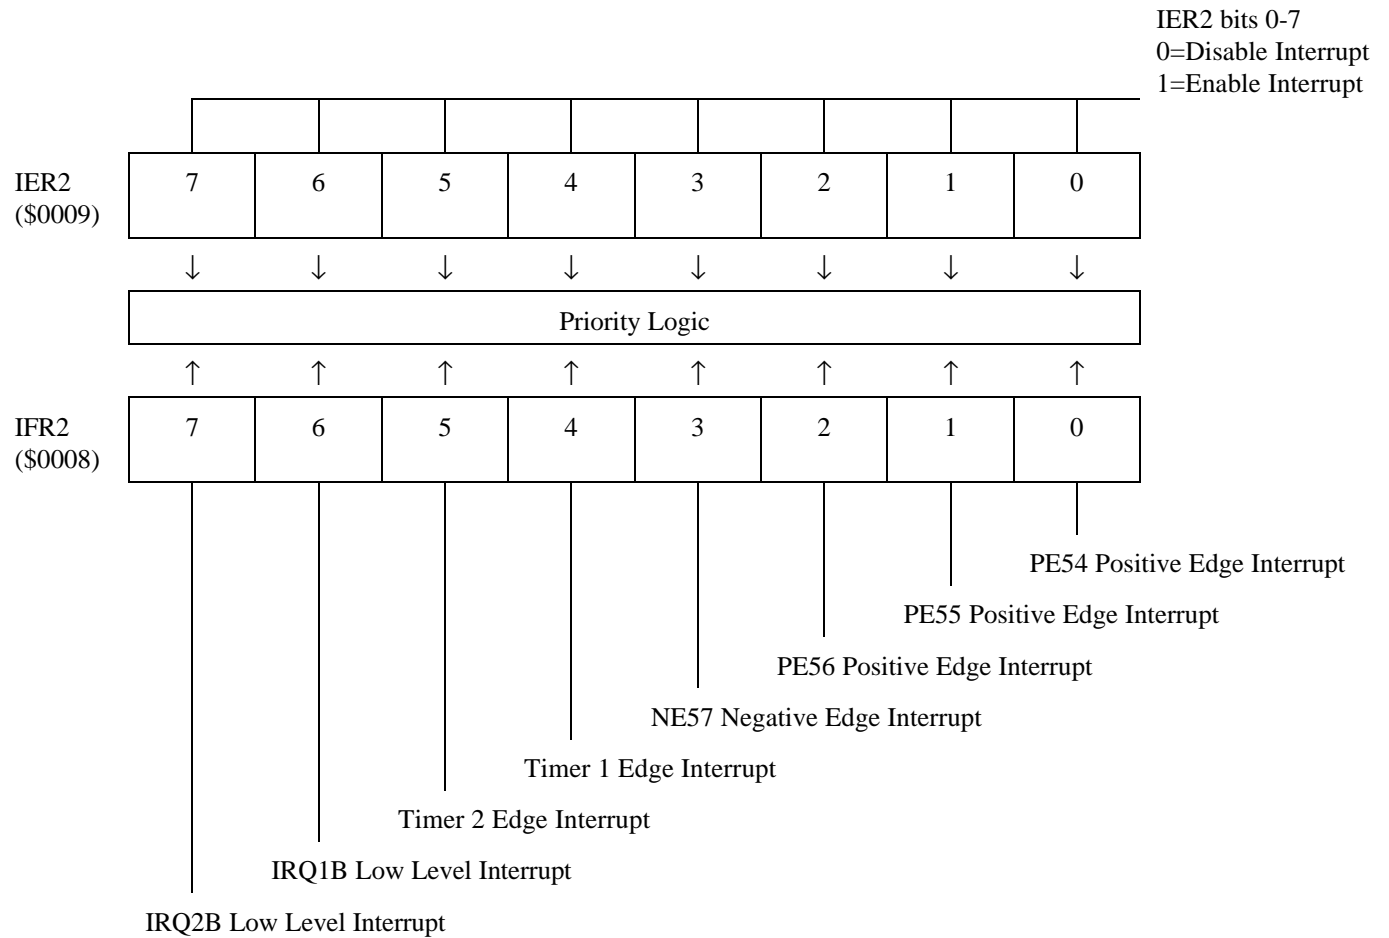 IER2 bits 0-7
0=Disable Interrupt
1=Enable Interrupt
IER2
($0009)
7 6 5 4 3 2 1 0
↓ ↓ ↓ ↓ ↓ ↓ ↓ ↓
Priority Logic
↑ ↑ ↑ ↑ ↑ ↑ ↑ ↑
IFR2
($0008)
7 6 5 4 3 2 1 0
PE54 Positive Edge Interrupt
PE55 Positive Edge Interrupt
PE56 Positive Edge Interrupt
NE57 Negative Edge Interrupt
Timer 1 Edge Interrupt
Timer 2 Edge Interrupt
IRQ1B Low Level Interrupt
IRQ2B Low Level Interrupt